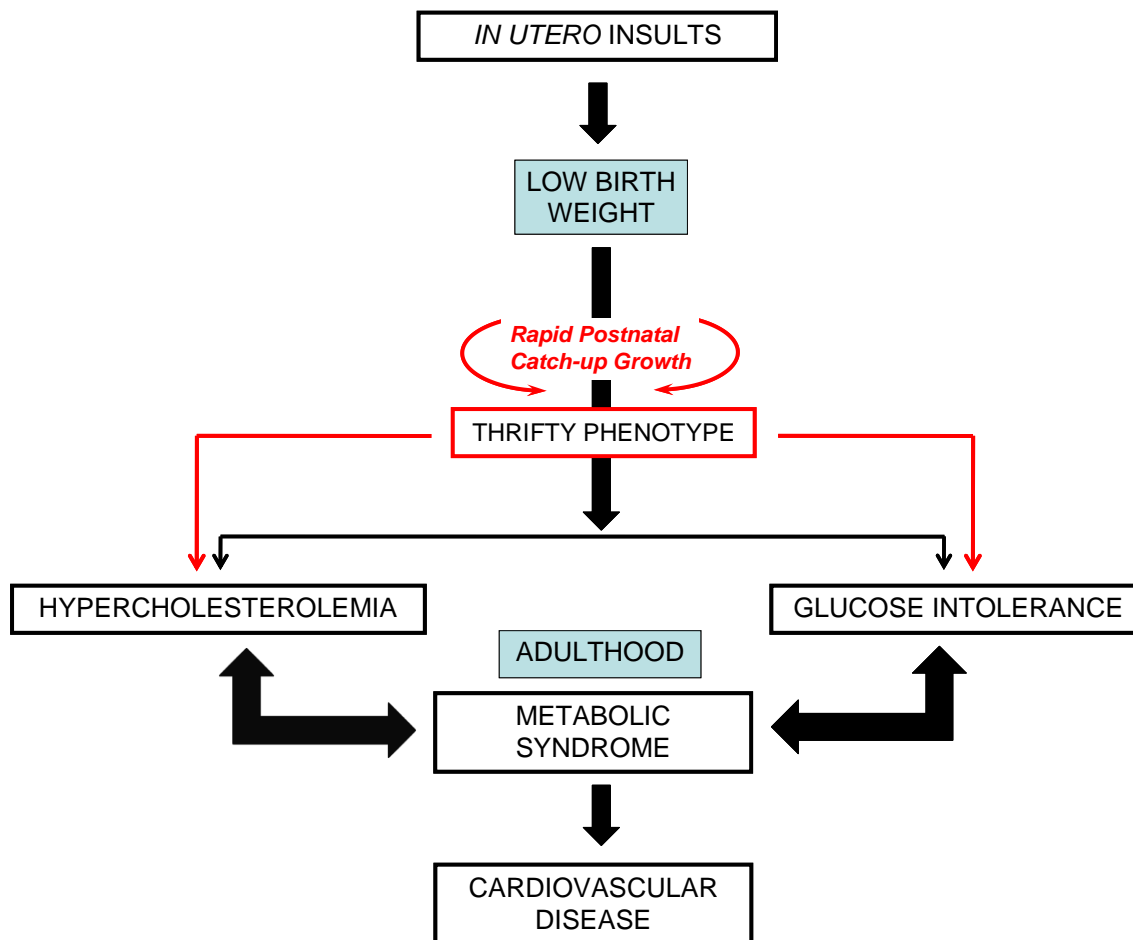 IN UTERO INSULTS
LOW BIRTH
WEIGHT
Rapid Postnatal
Catch-up Growth
THRIFTY PHENOTYPE
HYPERCHOLESTEROLEMIA
GLUCOSE INTOLERANCE
ADULTHOOD
METABOLIC
SYNDROME
CARDIOVASCULAR
DISEASE